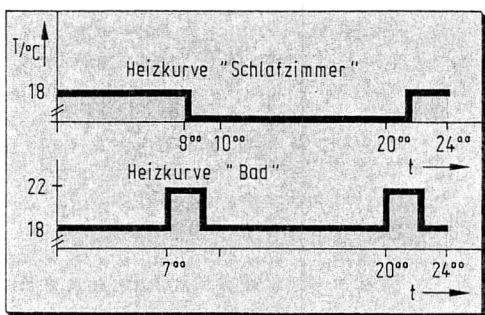 T/°C
Heizkurve "Schlafzimmer"
18
8⁰⁰ 10⁰⁰ 20⁰⁰ 24⁰⁰
t
Heizkurve "Bad"
22
18
7⁰⁰ 20⁰⁰ 24⁰⁰
t